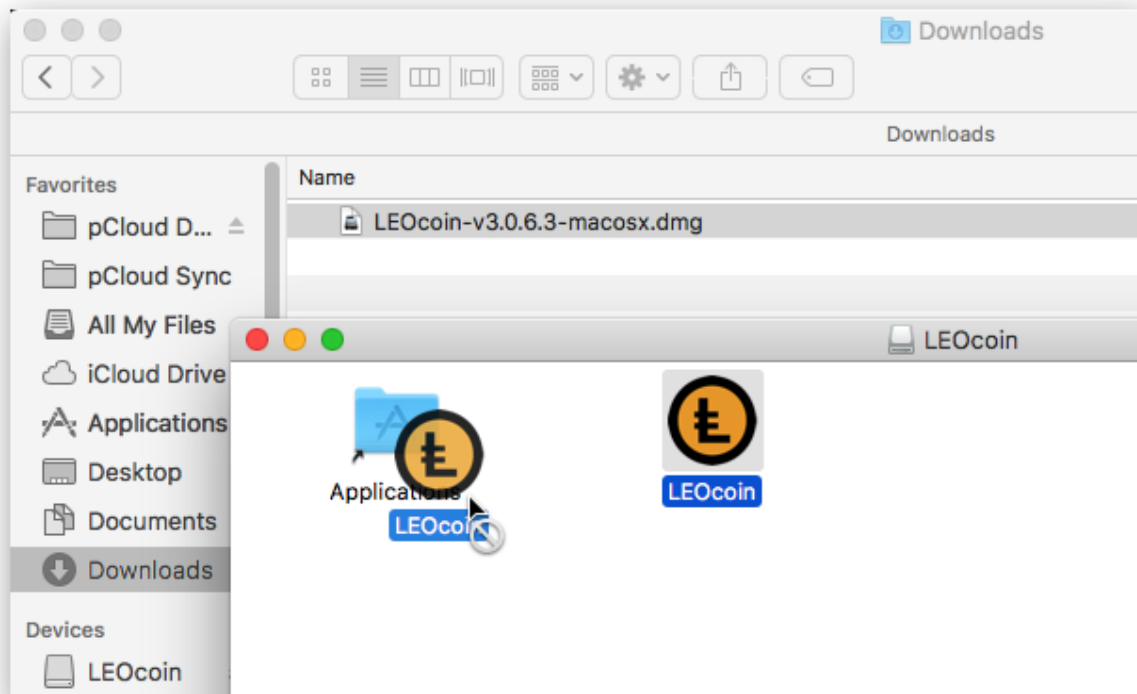 Downloads
Downloads
Favorites
pCloud D...
pCloud Sync
All My Files
iCloud Drive
Applications
Desktop
Documents
Downloads
Devices
LEOcoin
Name
LEOcoin-v3.0.6.3-macosx.dmg
LEOcoin
Applications
LEOcoin
LEOcoin